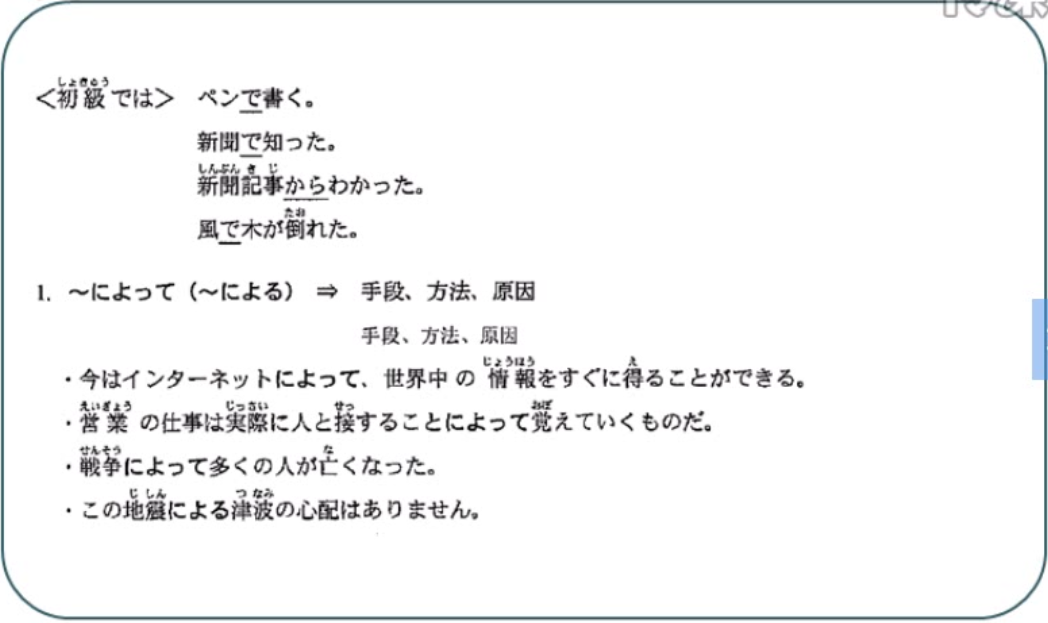 ＜初級では＞　ペンで書く。
新聞で知った。
新聞記事からわかった。
風で木が倒れた。
1. ～によって（～による）　⇒　手段、方法、原因
手段、方法、原因
・今はインターネットによって、世界中の情報をすぐに得ることができる。
・営業の仕事は実際に人と接することによって覚えていくものだ。
・戦争によって多くの人が亡くなった。
・この地震による津波の心配はありません。